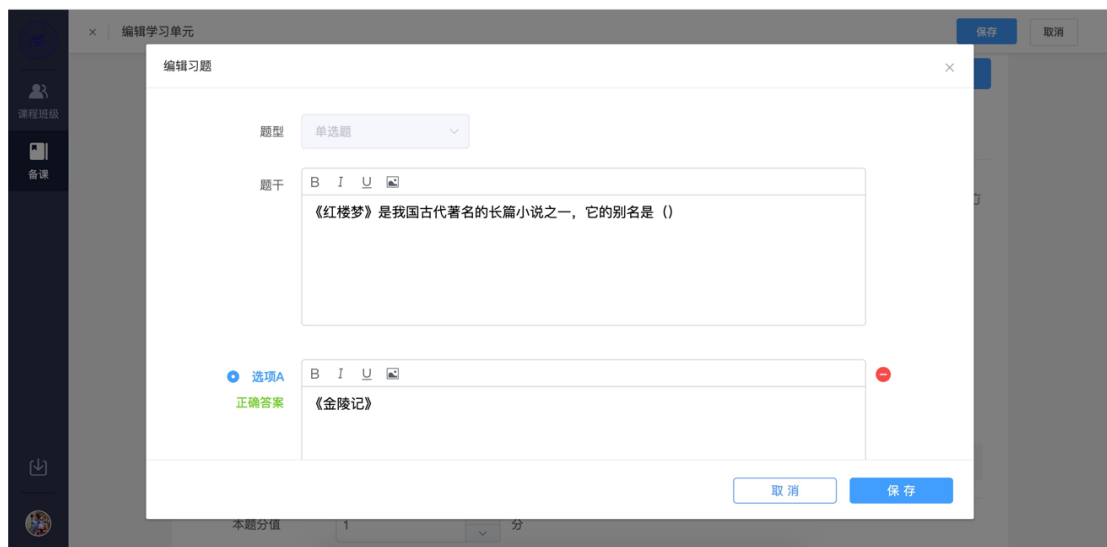 编辑学习单元
保存
取消
课程班级
备课
编辑习题
题型
单选题
题干
B I U
《红楼梦》是我国古代著名的长篇小说之一，它的别名是（）
选项A
正确答案
B I U
《金陵记》
取消
保存
本题分值
1
分